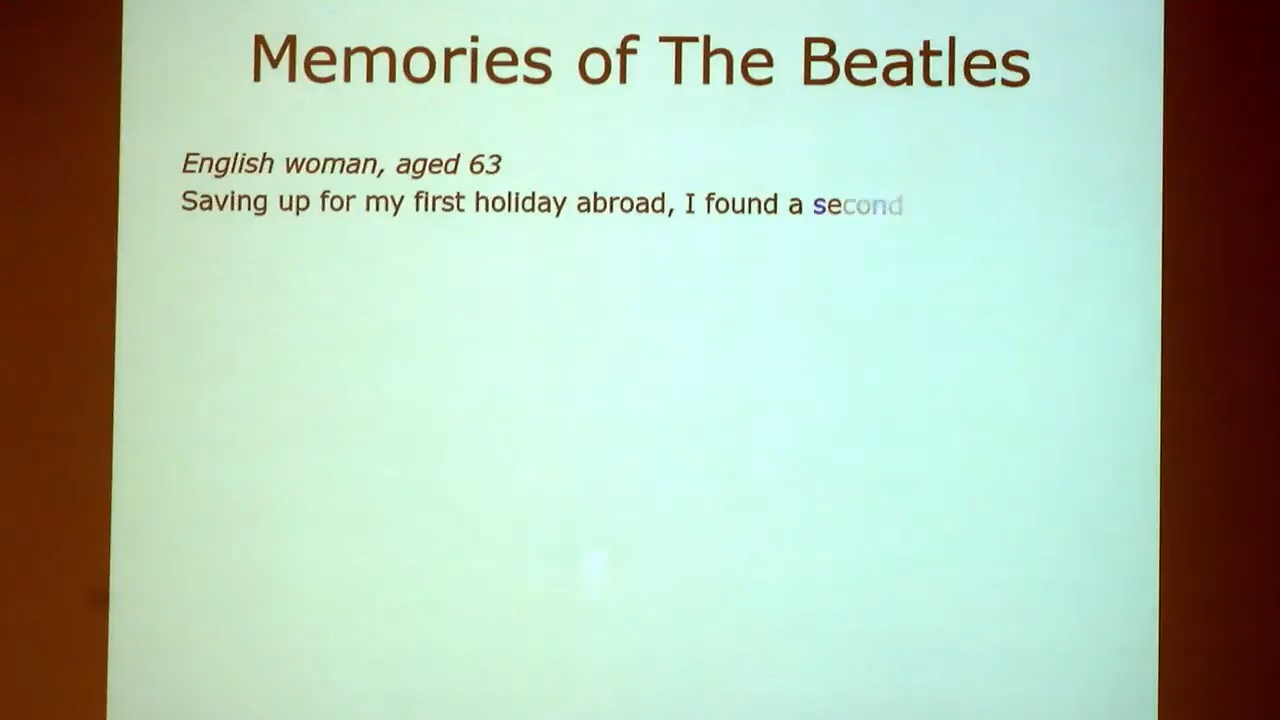 Memories of The Beatles
English woman, aged 63
Saving up for my first holiday abroad, I found a second